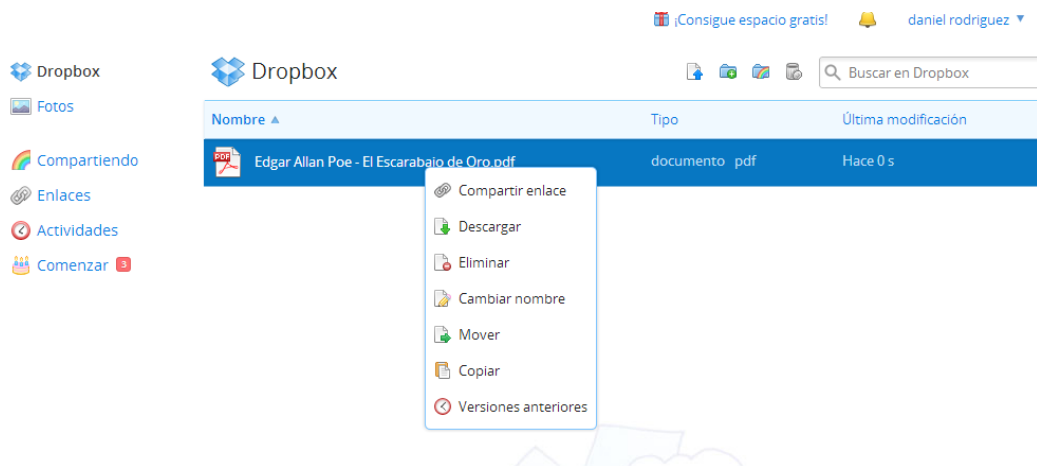 ¡Consigue espacio gratis! daniel rodriguez
Dropbox
Fotos
Compartiendo
Enlaces
Actividades
Comenzar 3
Dropbox
Buscar en Dropbox
Nombre Tipo Última modificación
Edgar Allan Poe - El Escarabajo de Oro.pdf documento pdf Hace 0 s
Compartir enlace
Descargar
Eliminar
Cambiar nombre
Mover
Copiar
Versiones anteriores